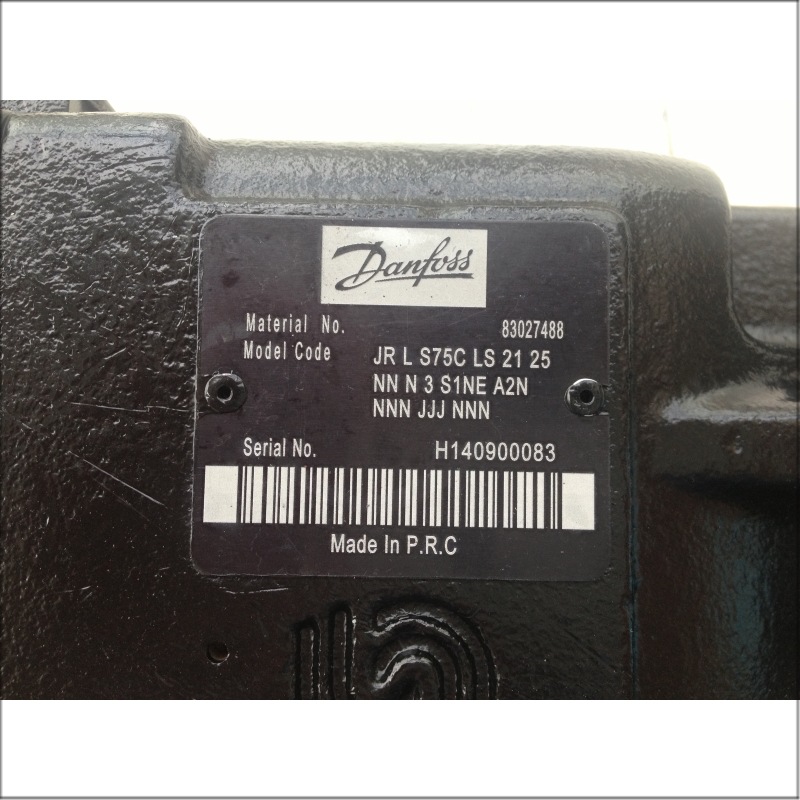 Danfoss
Material No. 83027488
Model Code JR L S75C LS 21 25
NN N 3 S1NE A2N
NNN JJJ NNN
Serial No. H140900083
Made In P.R.C